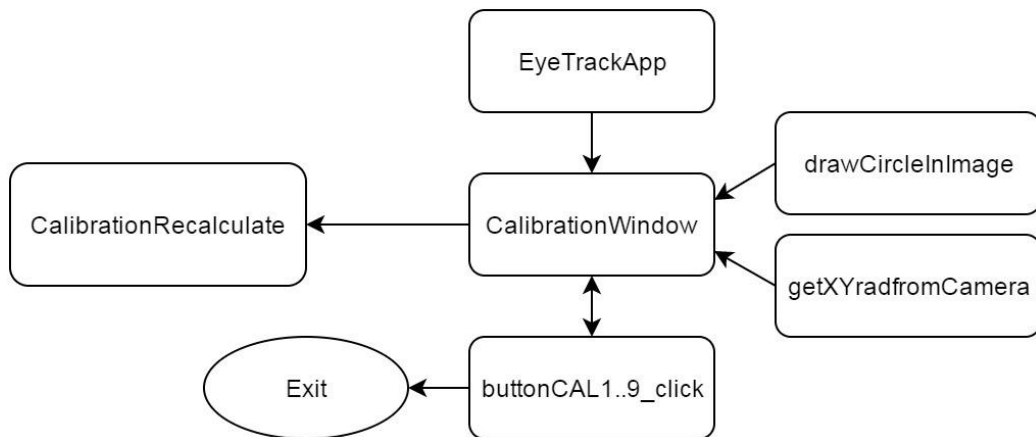 EyeTrackApp
drawCircleInImage
CalibrationRecalculate
CalibrationWindow
getXYradfromCamera
Exit
buttonCAL1..9_click